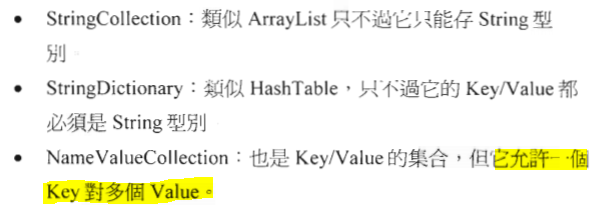 • StringCollection：類似 ArrayList 只不過它只能存 String 型
別
• StringDictionary：類似 HashTable，只不過它的 Key/Value 都
必須是 String 型別
• NameValueCollection：也是 Key/Value 的集合，但它允許一個
Key 對多個 Value。